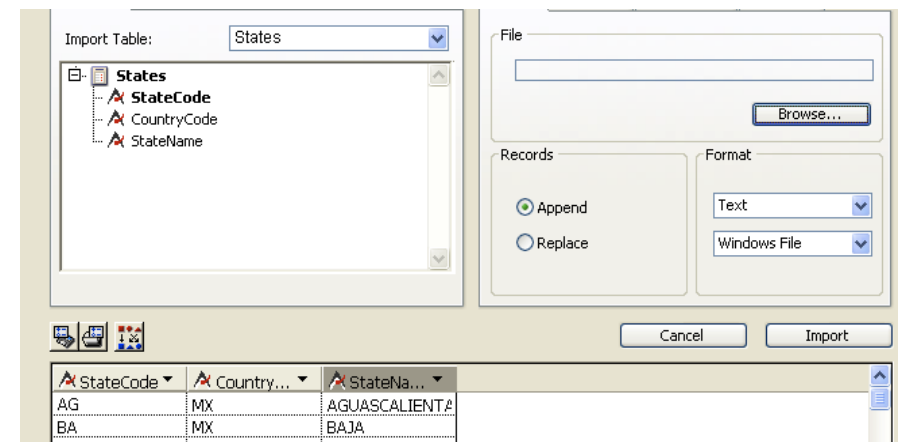 Import Table: States
States
StateCode
CountryCode
StateName
File
Browse...
Records
Append
Replace
Format
Text
Windows File
Cancel Import
StateCode Country... StateNa...
AG MX AGUASCALIENTA
BA MX BAJA